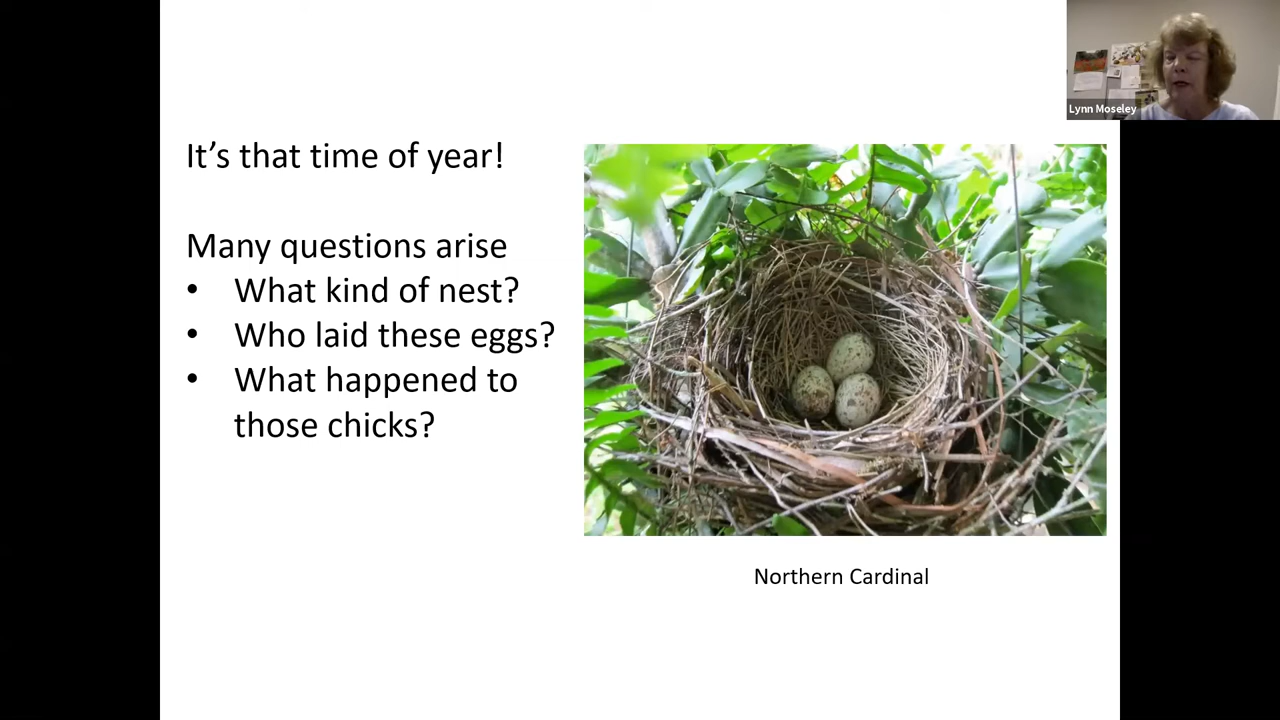 Lynn Moseley
It’s that time of year!
Many questions arise
• What kind of nest?
• Who laid these eggs?
• What happened to
those chicks?
Northern Cardinal